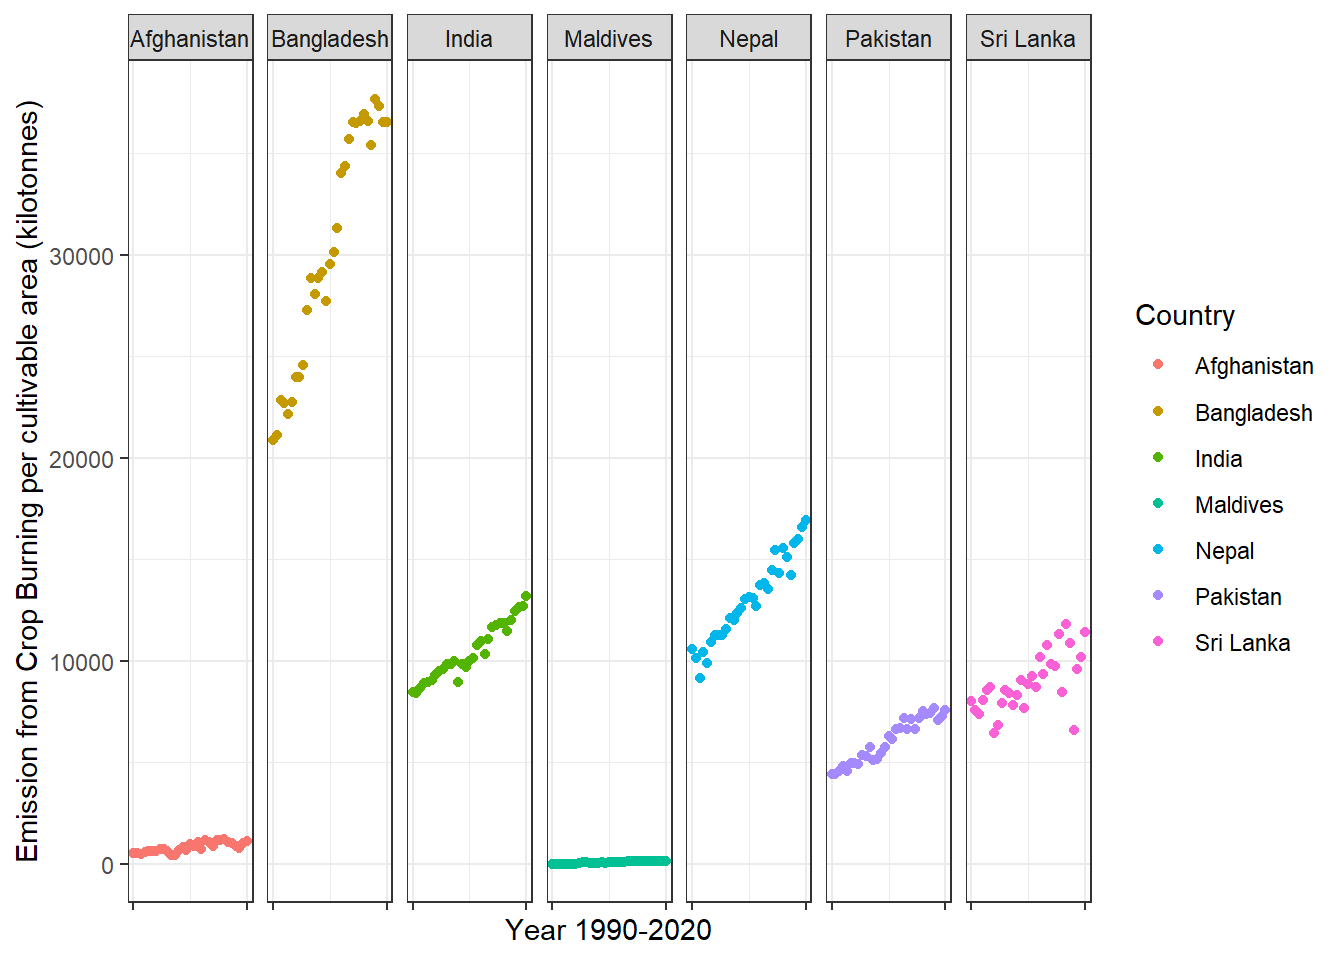 Afghanistan Bangladesh India Maldives Nepal Pakistan Sri Lanka
Emission from Crop Burning per cultivable area (kilotonnes)
30000
20000
10000
0
Year 1990-2020
Country
Afghanistan
Bangladesh
India
Maldives
Nepal
Pakistan
Sri Lanka